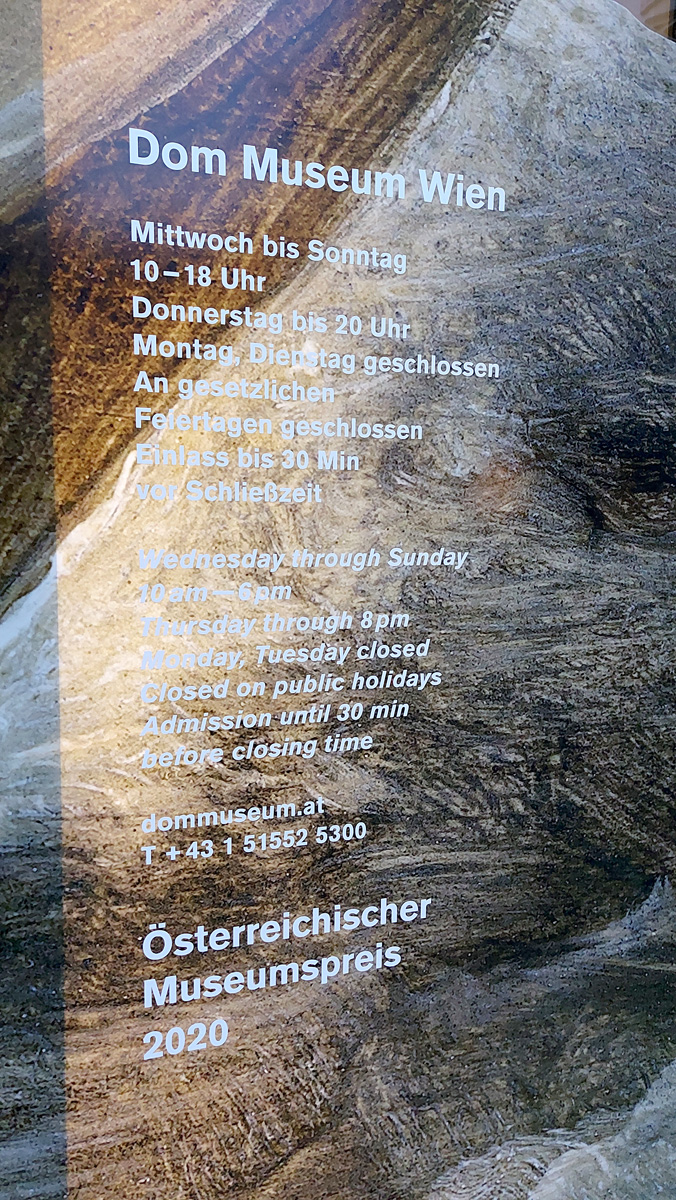 Dom Museum Wien
Mittwoch bis Sonntag
10–18 Uhr
Donnerstag bis 20 Uhr
Montag, Dienstag geschlossen
An gesetzlichen
Feiertagen geschlossen
Einlass bis 30 Min
vor Schließzeit
Wednesday through Sunday
10 am—6 pm
Thursday through 8 pm
Monday, Tuesday closed
Closed on public holidays
Admission until 30 min
before closing time
dommuseum.at
T +43 1 51552 5300
Österreichischer
Museumspreis
2020